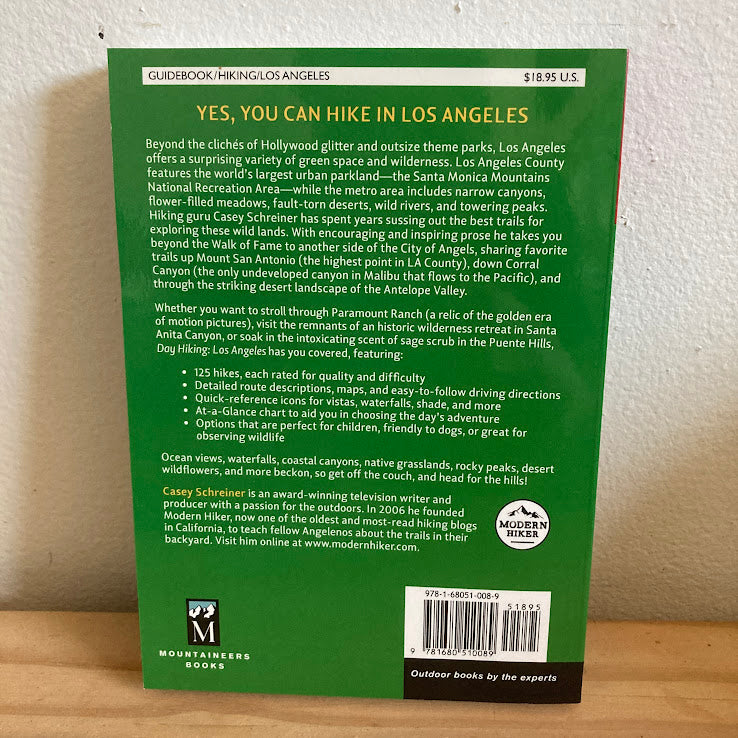 GUIDEBOOK/HIKING/LOS ANGELES $18.95 U.S.
YES, YOU CAN HIKE IN LOS ANGELES
Beyond the clichés of Hollywood glitter and outsize theme parks, Los Angeles
offers a surprising variety of green space and wilderness. Los Angeles County
features the world's largest urban parkland—the Santa Monica Mountains
National Recreation Area—while the metro area includes narrow canyons,
flower-filled meadows, fault-torn deserts, wild rivers, and towering peaks.
Hiking guru Casey Schreiner has spent years sussing out the best trails for
exploring these wild lands. With encouraging and inspiring prose he takes you
beyond the Walk of Fame to another side of the City of Angels, sharing favorite
trails up Mount San Antonio (the highest point in LA County), down Corral
Canyon (the only undeveloped canyon in Malibu that flows to the Pacific), and
through the striking desert landscape of the Antelope Valley.
Whether you want to stroll through Paramount Ranch (a relic of the golden era
of motion pictures), visit the remnants of an historic wilderness retreat in Santa
Anita Canyon, or soak in the intoxicating scent of sage scrub in the Puente Hills,
Day Hiking: Los Angeles has you covered, featuring:
• 125 hikes, each rated for quality and difficulty
• Detailed route descriptions, maps, and easy-to-follow driving directions
• Quick-reference icons for vistas, waterfalls, shade, and more
• At-a-Glance chart to aid you in choosing the day's adventure
• Options that are perfect for children, friendly to dogs, or great for
observing wildlife
Ocean views, waterfalls, coastal canyons, native grasslands, rocky peaks, desert
wildflowers, and more beckon, so get off the couch, and head for the hills!
Casey Schreiner is an award-winning television writer and
producer with a passion for the outdoors. In 2006 he founded
Modern Hiker, now one of the oldest and most-read hiking blogs
in California, to teach fellow Angelenos about the trails in their
backyard. Visit him online at www.modernhiker.com.
MODERN
HIKER
978-1-68051-008-9
51895
9 781680 510089
M
MOUNTAINEERS
BOOKS
Outdoor books by the experts